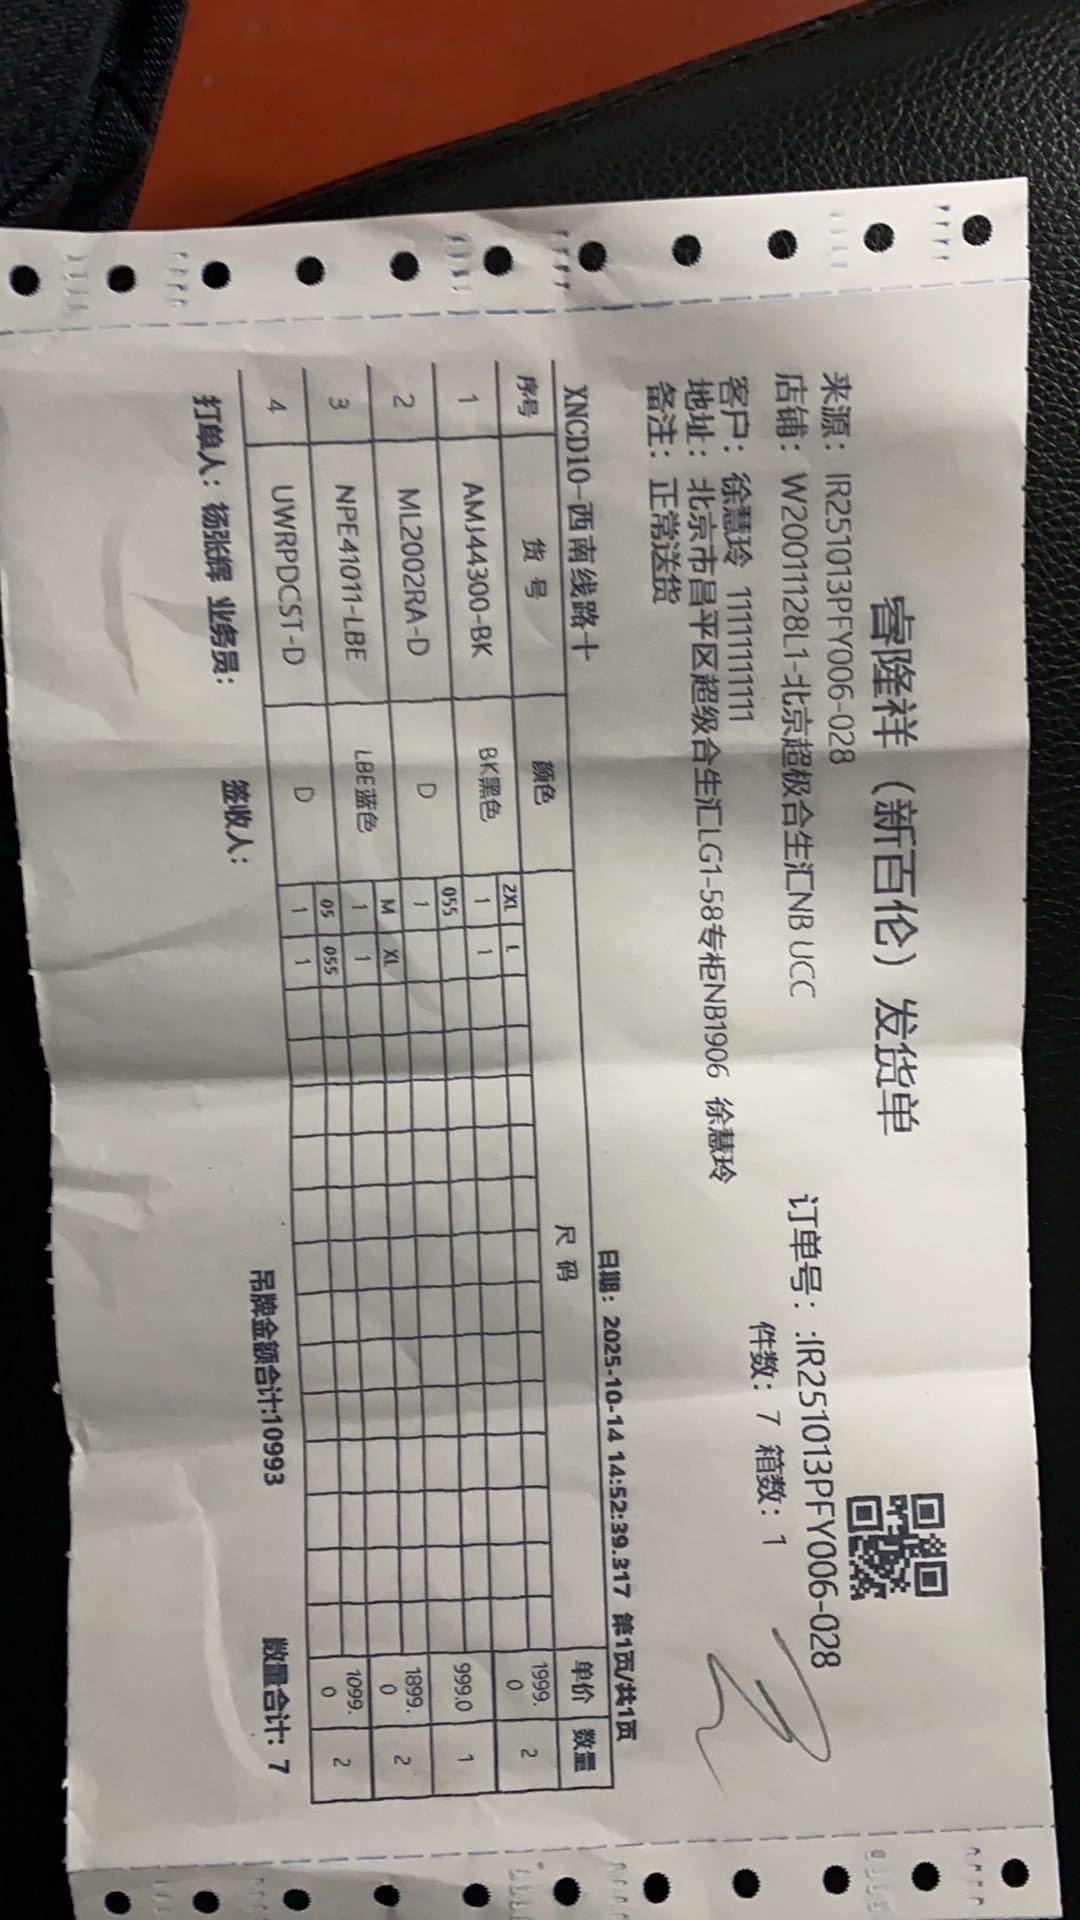 睿隆祥（新百伦）发货单
来源：IR251013PFY006-028
订单号：:IR251013PFY006-028
店铺：W20011128L1-北京超极合生汇NB UCC
件数：7 箱数：1
客户：徐慧玲 11111111111
地址：北京市昌平区超级合生汇LG1-58专柜NB1906 徐慧玲
备注：正常送货
XNCD10-西南线路十
日期：2025-10-14 14:52:39.317 第1页/共1页
序号 货号 颜色 尺码 单价 数量
1 AMJ44300-BK BK黑色 2XL L 1999.0 2
1 1
2 ML2002RA-D D 055 999.0 1
1
3 NPE41011-LBE LBE蓝色 M XL 1899.0 2
1 1
4 UWRPDCST-D D 05 055 1099.0 2
1 1
打单人：杨张辉 业务员： 签收人： 吊牌金额合计:10993 数量合计：7